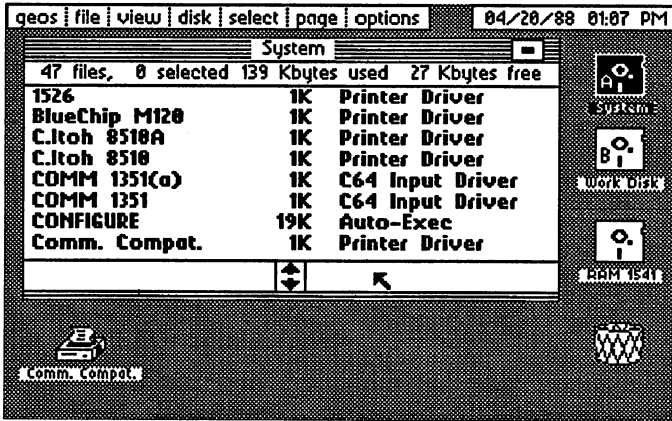 geos file view disk select page options 04/20/88 01:07 PM
System
47 files, 0 selected 139 Kbytes used 27 Kbytes free
1526 1K Printer Driver
BlueChip M120 1K Printer Driver
C.Itoh 8510A 1K Printer Driver
C.Itoh 8510 1K Printer Driver
COMM 1351(a) 1K C64 Input Driver
COMM 1351 1K C64 Input Driver
CONFIGURE 19K Auto-Exec
Comm. Compat. 1K Printer Driver
A
System
B
Work Disk
RAM 1541
Comm. Compat.